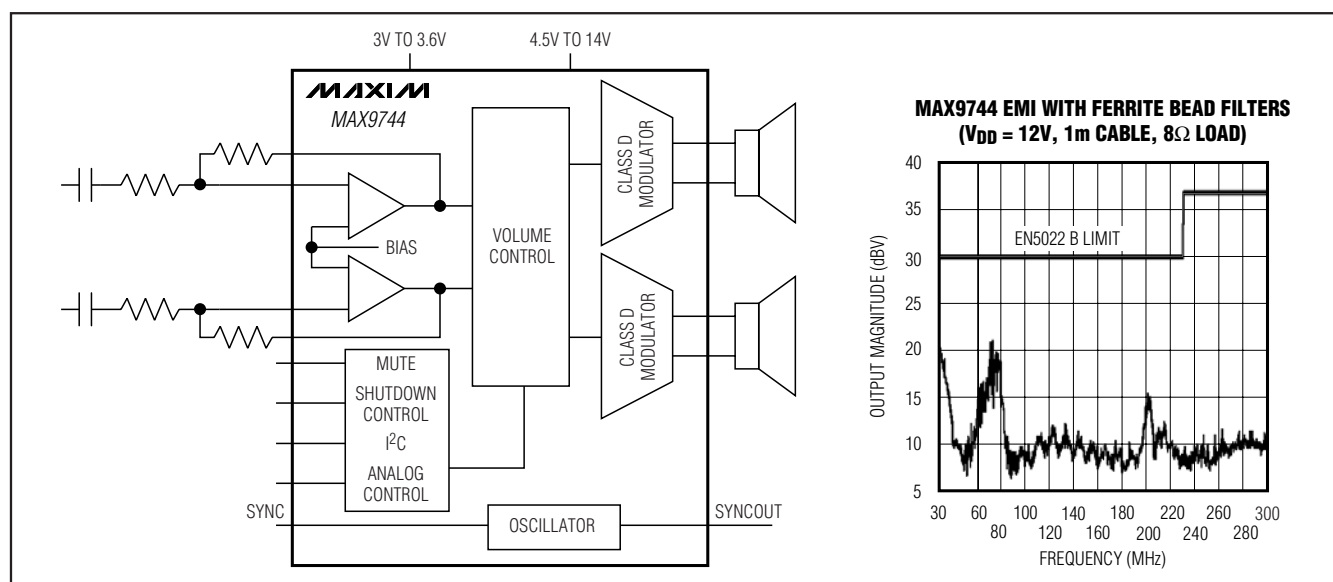 3V TO 3.6V
4.5V TO 14V
MAXIM
MAX9744
BIAS
VOLUME
CONTROL
CLASS D
MODULATOR
CLASS D
MODULATOR
MUTE
SHUTDOWN
CONTROL
I²C
ANALOG
CONTROL
SYNC
OSCILLATOR
SYNCOUT
MAX9744 EMI WITH FERRITE BEAD FILTERS
(VDD = 12V, 1m CABLE, 8Ω LOAD)
OUTPUT MAGNITUDE (dBV)
40
35
30
25
20
15
10
5
EN5022 B LIMIT
30 60 100 140 180 220 260 300
80 120 160 200 240 280
FREQUENCY (MHz)